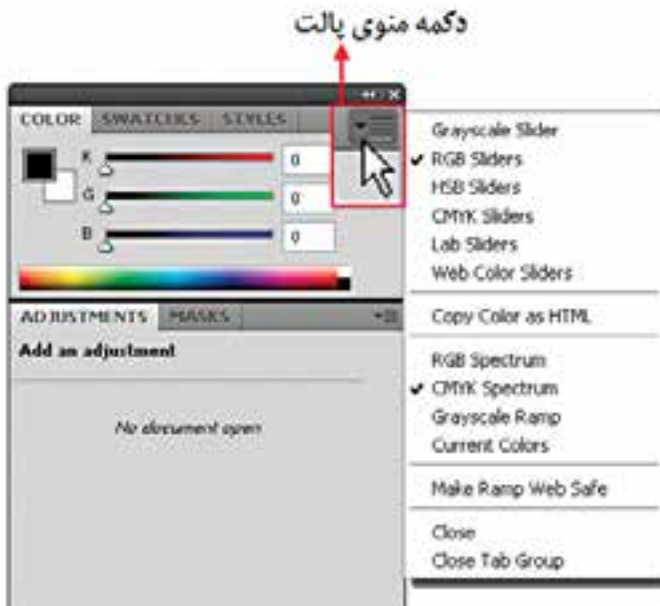 دکمه منوی پالت
COLOR SWATCHES STYLES
R 0
G 0
B 0
ADJUSTMENTS MASKS
Add an adjustment
No document open
Grayscale Slider
✔ RGB Sliders
HSB Sliders
CMYK Sliders
Lab Sliders
Web Color Sliders
Copy Color as HTML
RGB Spectrum
✔ CMYK Spectrum
Grayscale Ramp
Current Colors
Make Ramp Web Safe
Close
Close Tab Group